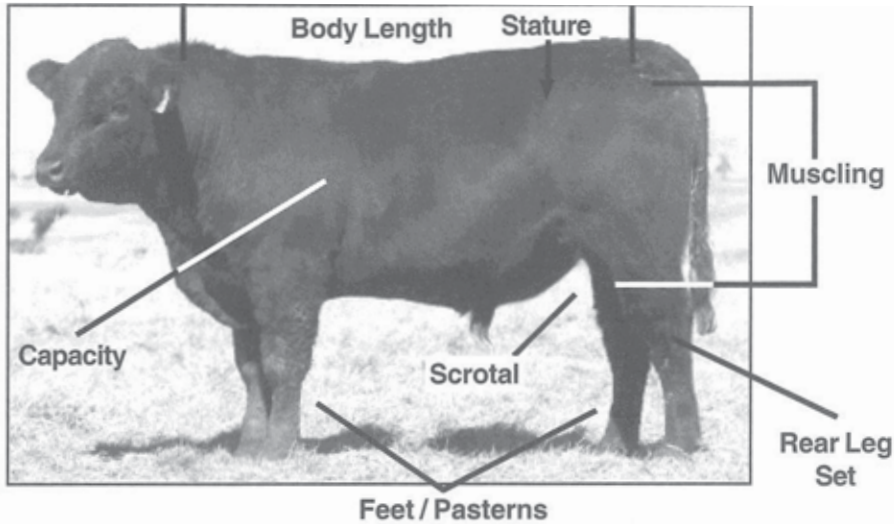 Body Length
Stature
Muscling
Capacity
Scrotal
Rear Leg
Set
Feet / Pasterns